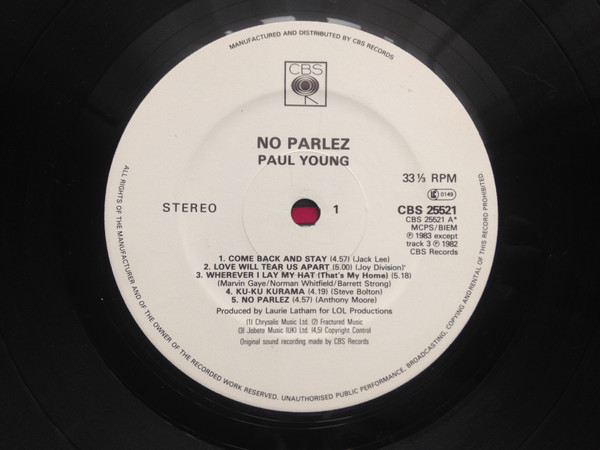 MANUFACTURED AND DISTRIBUTED BY CBS RECORDS
CBS
NO PARLEZ
PAUL YOUNG
33⅓ RPM
LC 0149
STEREO
1
CBS 25521
CBS 25521 A*
MCPS/BIEM
℗ 1983 except
track 3 ℗ 1982
CBS Records
1. COME BACK AND STAY (4.57) (Jack Lee)
2. LOVE WILL TEAR US APART (5.00) (Joy Division)'
3. WHEREVER I LAY MY HAT (That's My Home) (5.18)
(Marvin Gaye/Norman Whitfield/Barrett Strong)
4. KU-KU KURAMA (4.19) (Steve Bolton)
5. NO PARLEZ (4.57) (Anthony Moore)
Produced by Laurie Latham for LOL Productions
(1) Chrysalis Music Ltd. (2) Fractured Music
(3) Jobete Music (UK) Ltd. (4,5) Copyright Control
Original sound recording made by CBS Records
ALL RIGHTS OF THE MANUFACTURER AND OF THE OWNER OF THE RECORDED WORK RESERVED. UNAUTHORISED PUBLIC PERFORMANCE, BROADCASTING, COPYING AND RENTAL OF THIS RECORD PROHIBITED.